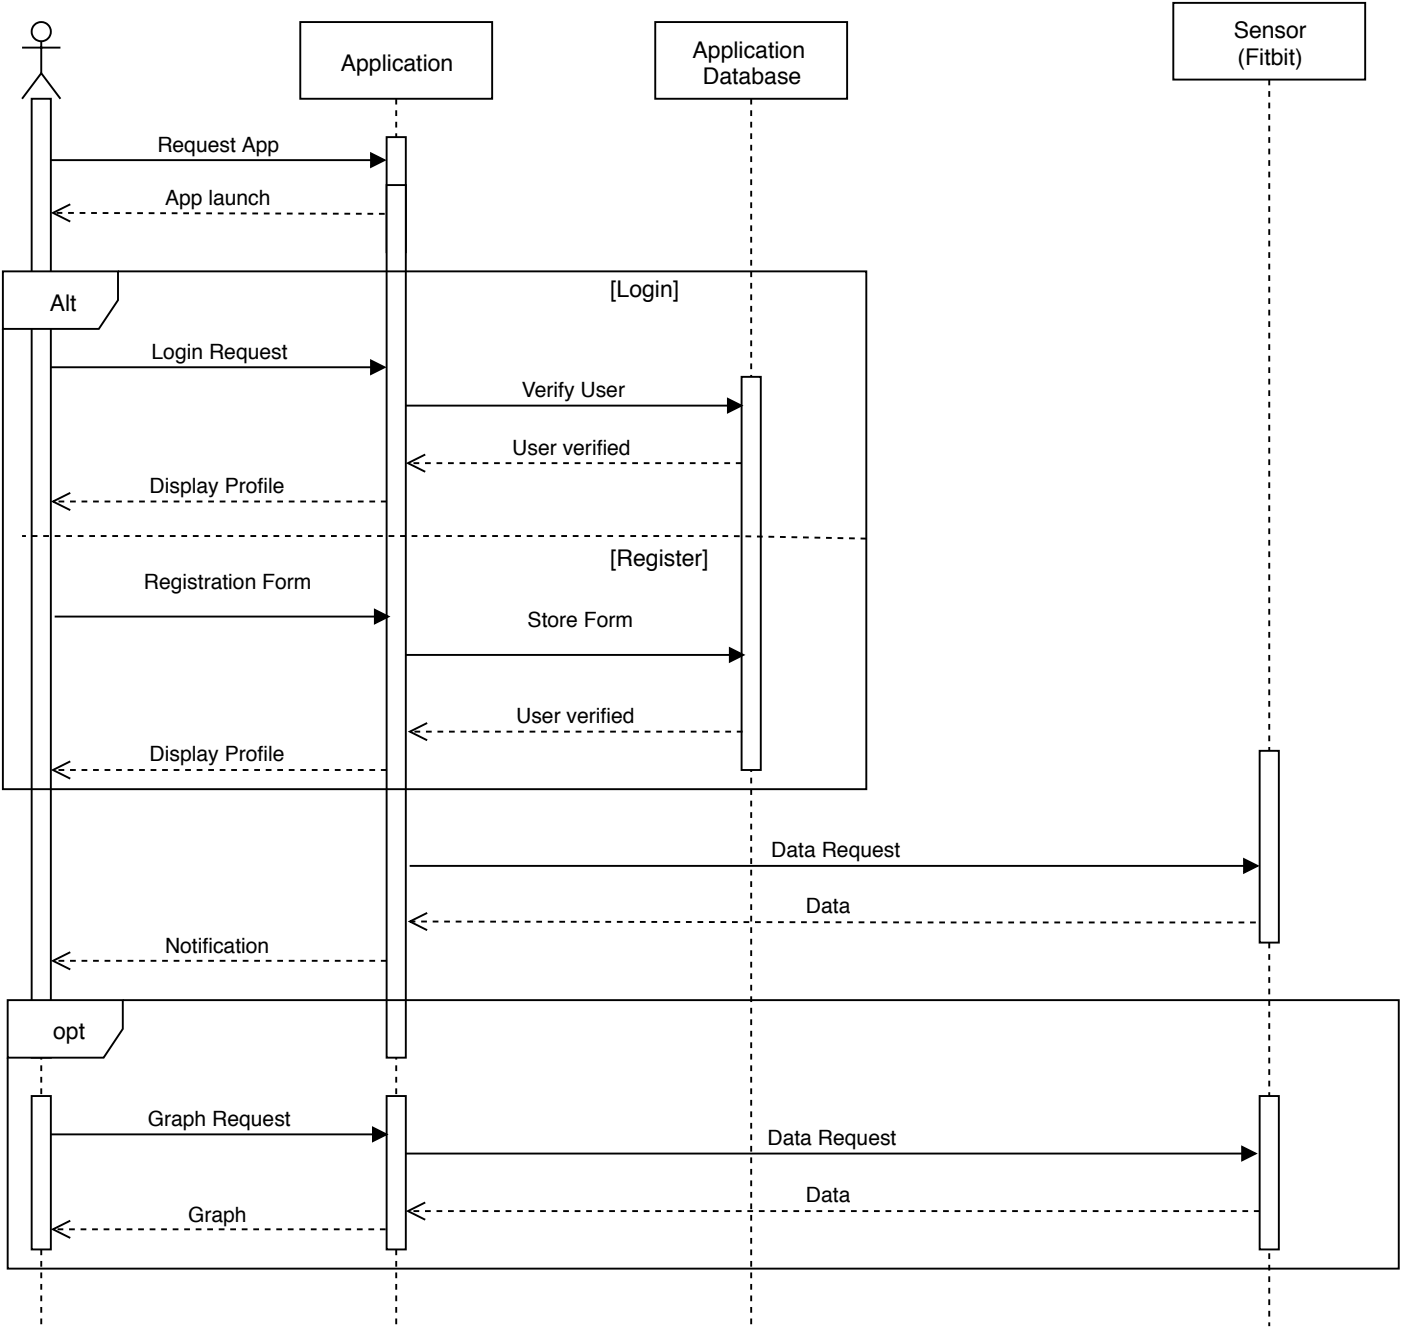 Application
Application
Database
Sensor
(Fitbit)
Request App
App launch
Alt
[Login]
Login Request
Verify User
User verified
Display Profile
[Register]
Registration Form
Store Form
User verified
Display Profile
Data Request
Data
Notification
opt
Graph Request
Data Request
Data
Graph